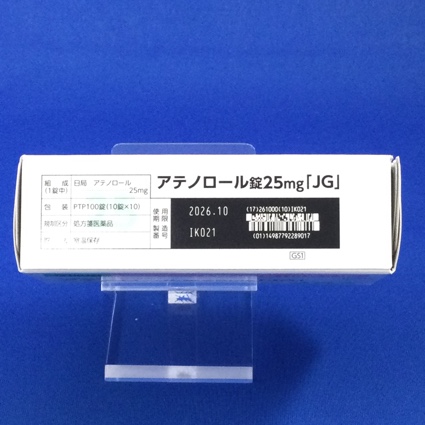 組成(1錠中) 日局 アテノロール 25mg
包装 PTP100錠(10錠×10)
規制区分 処方箋医薬品
室温保存
アテノロール錠25mg「JG」
使用期限 2026.10
製造番号 IK021
(17)261000(10)IK021
(01)14987792289017
G51